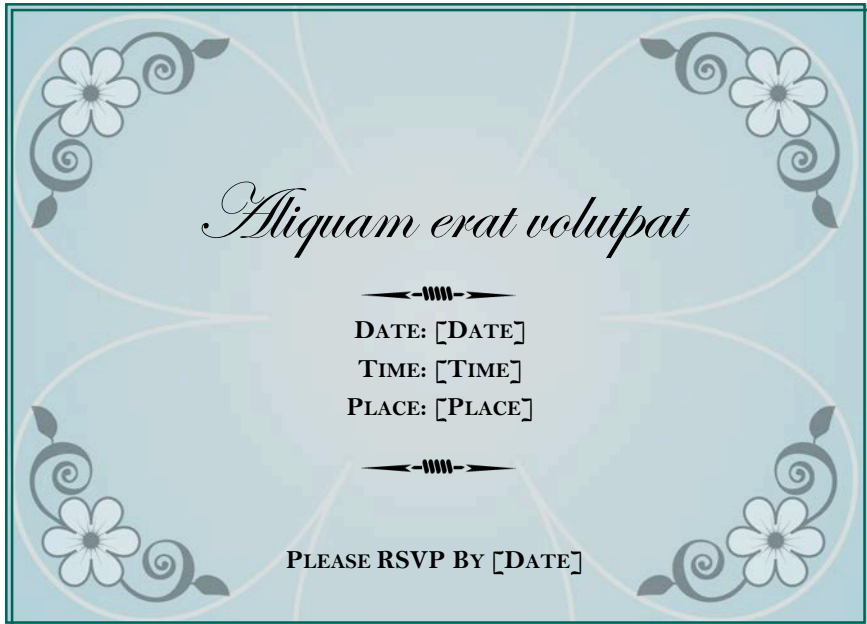 Aliquam erat volutpat
Date: [Date]
Time: [Time]
Place: [Place]
Please RSVP By [Date]